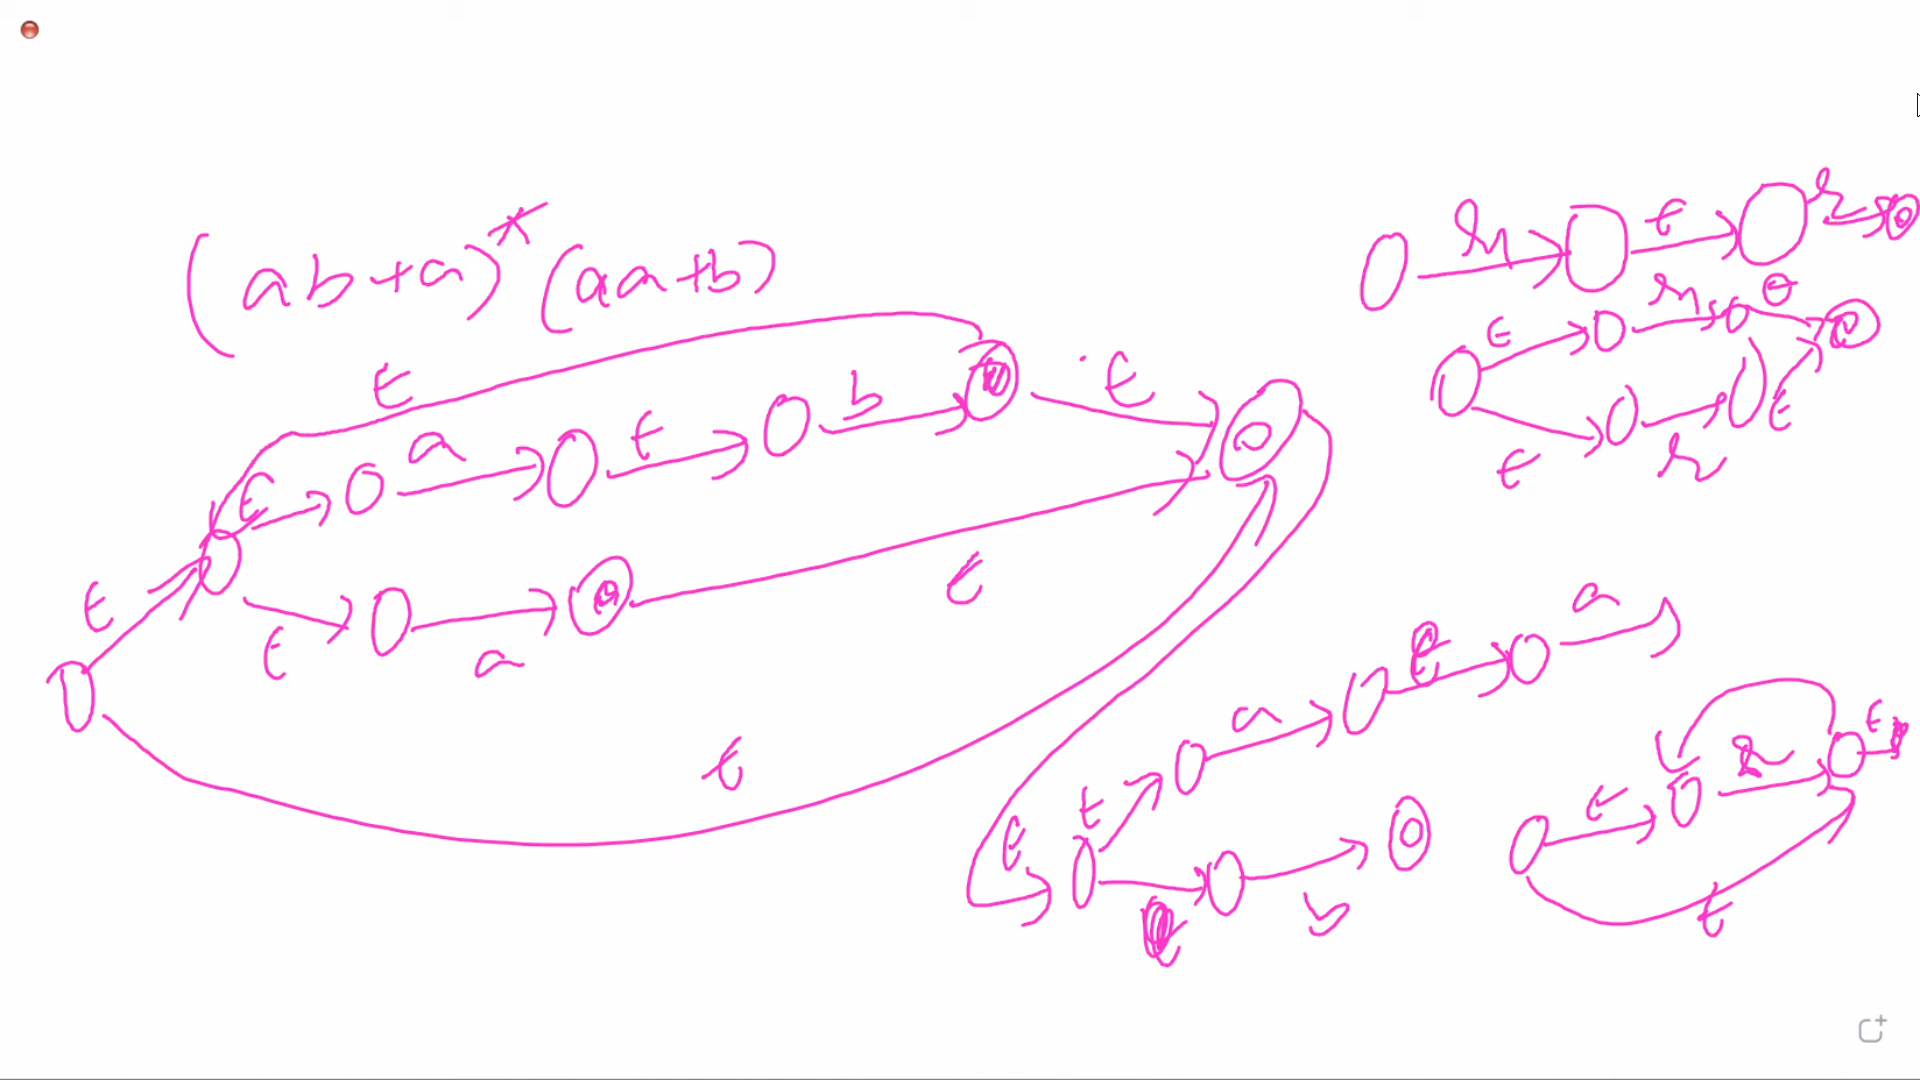 (ab+a)* (aa+b)
r₁ ε r₂
ε r₁ ε
ε r₂ ε
ε
ε a ε b ε
ε a ε
ε
ε
ε a ε a
ε ε b
ε r ε
ε